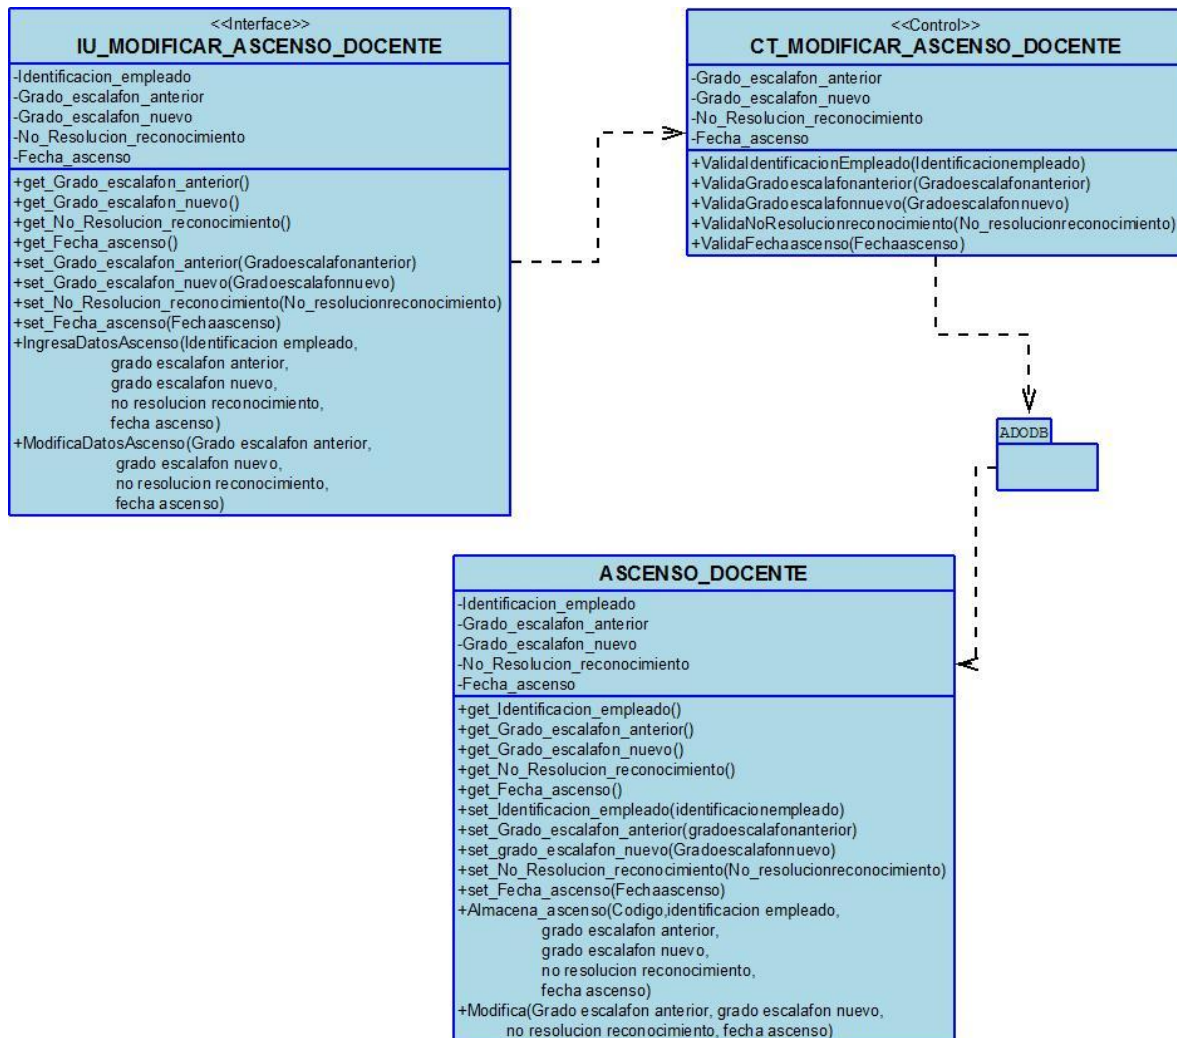 <<Interface>>
IU_MODIFICAR_ASCENSO_DOCENTE
-Identificacion_empleado
-Grado_escalafon_anterior
-Grado_escalafon_nuevo
-No_Resolucion_reconocimiento
-Fecha_ascenso
+get_Grado_escalafon_anterior()
+get_Grado_escalafon_nuevo()
+get_No_Resolucion_reconocimiento()
+get_Fecha_ascenso()
+set_Grado_escalafon_anterior(Gradoescalafonanterior)
+set_Grado_escalafon_nuevo(Gradoescalafonnuevo)
+set_No_Resolucion_reconocimiento(No_resolucionreconocimiento)
+set_Fecha_ascenso(Fechaascenso)
+IngresaDatosAscenso(Identificacion empleado,
grado escalafon anterior,
grado escalafon nuevo,
no resolucion reconocimiento,
fecha ascenso)
+ModificaDatosAscenso(Grado escalafon anterior,
grado escalafon nuevo,
no resolucion reconocimiento,
fecha ascenso)
<<Control>>
CT_MODIFICAR_ASCENSO_DOCENTE
-Grado_escalafon_anterior
-Grado_escalafon_nuevo
-No_Resolucion_reconocimiento
-Fecha_ascenso
+ValidaIdentificacionEmpleado(Identificacionempleado)
+ValidaGradoescalafonanterior(Gradoescalafonanterior)
+ValidaGradoescalafonnuevo(Gradoescalafonnuevo)
+ValidaNoResolucionreconocimiento(No_resolucionreconocimiento)
+ValidaFechaascenso(Fechaascenso)
ADODB
ASCENSO_DOCENTE
-Identificacion_empleado
-Grado_escalafon_anterior
-Grado_escalafon_nuevo
-No_Resolucion_reconocimiento
-Fecha_ascenso
+get_Identificacion_empleado()
+get_Grado_escalafon_anterior()
+get_Grado_escalafon_nuevo()
+get_No_Resolucion_reconocimiento()
+get_Fecha_ascenso()
+set_Identificacion_empleado(identificacionempleado)
+set_Grado_escalafon_anterior(gradoescalafonanterior)
+set_grado_escalafon_nuevo(Gradoescalafonnuevo)
+set_No_Resolucion_reconocimiento(No_resolucionreconocimiento)
+set_Fecha_ascenso(Fechaascenso)
+Almacena_ascenso(Codigo,identificacion empleado,
grado escalafon anterior,
grado escalafon nuevo,
no resolucion reconocimiento,
fecha ascenso)
+Modifica(Grado escalafon anterior, grado escalafon nuevo,
no resolucion reconocimiento, fecha ascenso)